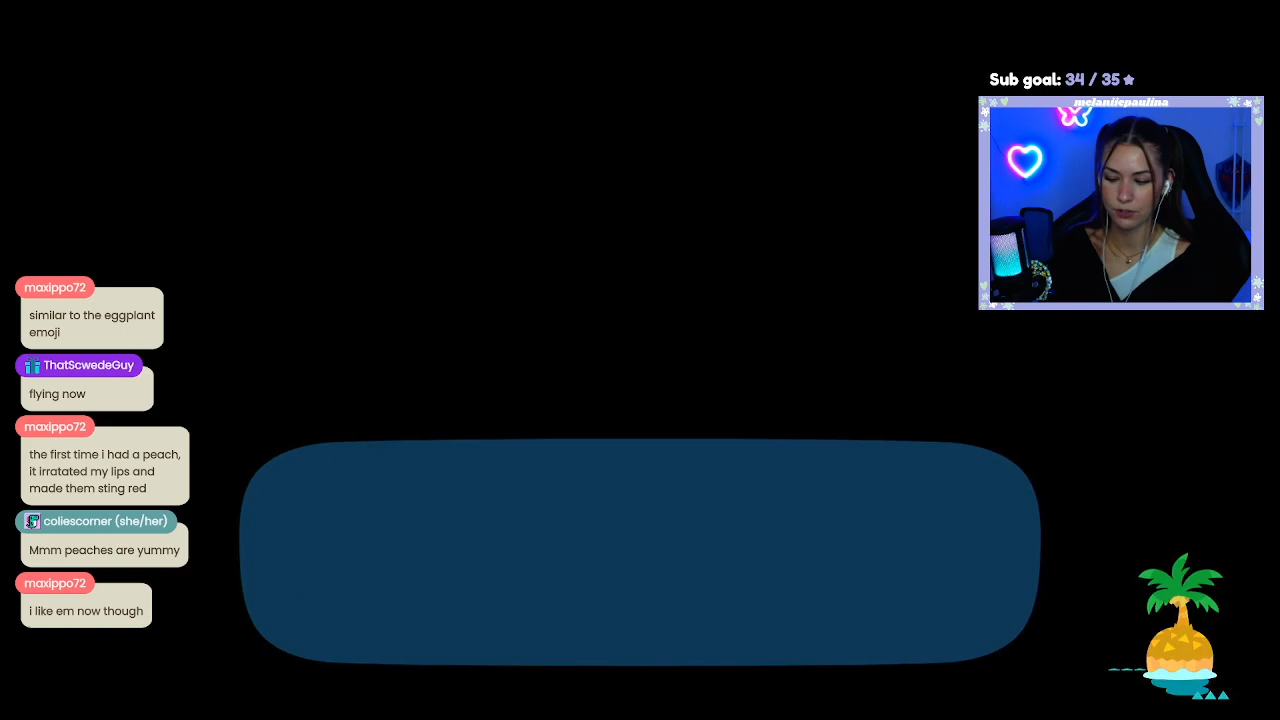 Sub goal: 34 / 35
melaniiepaulina
maxippo72
similar to the eggplant
emoji
ThatScwedeGuy
flying now
maxippo72
the first time i had a peach,
it irratated my lips and
made them sting red
coliescorner (she/her)
Mmm peaches are yummy
maxippo72
i like em now though